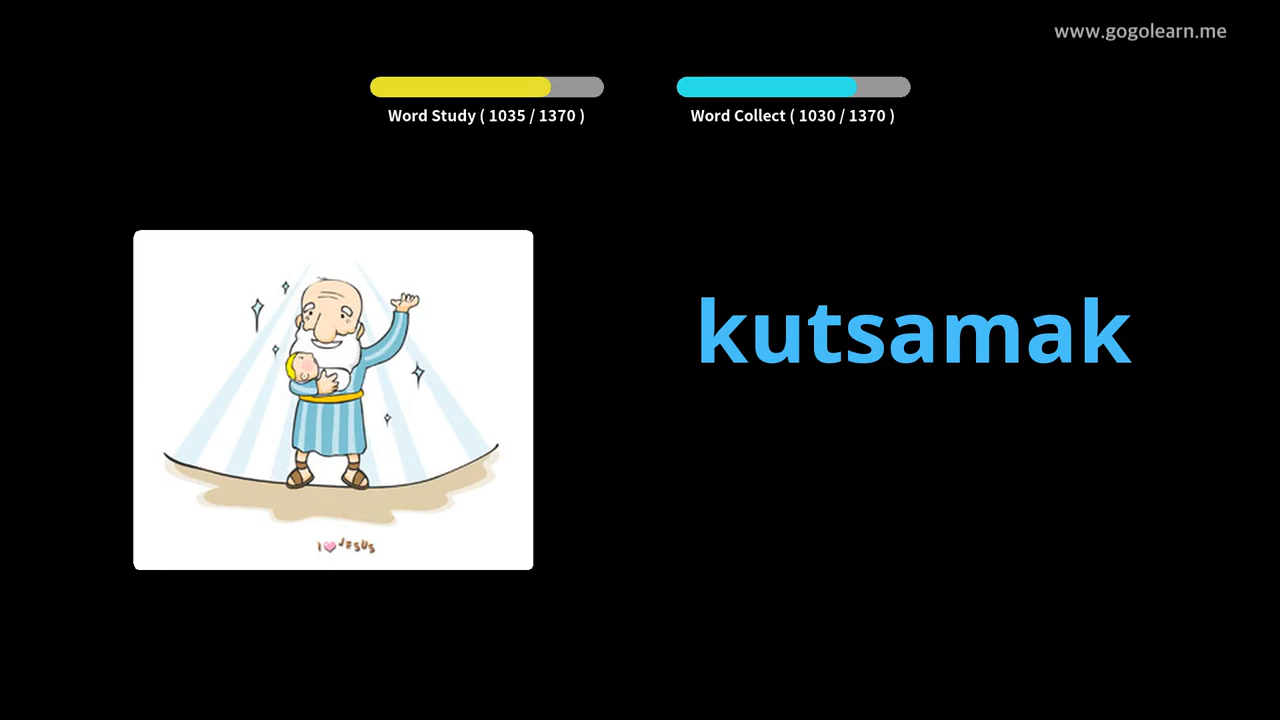 www.gogolearn.me
Word Study ( 1035 / 1370 )
Word Collect ( 1030 / 1370 )
kutsamak
I ♥ JESUS